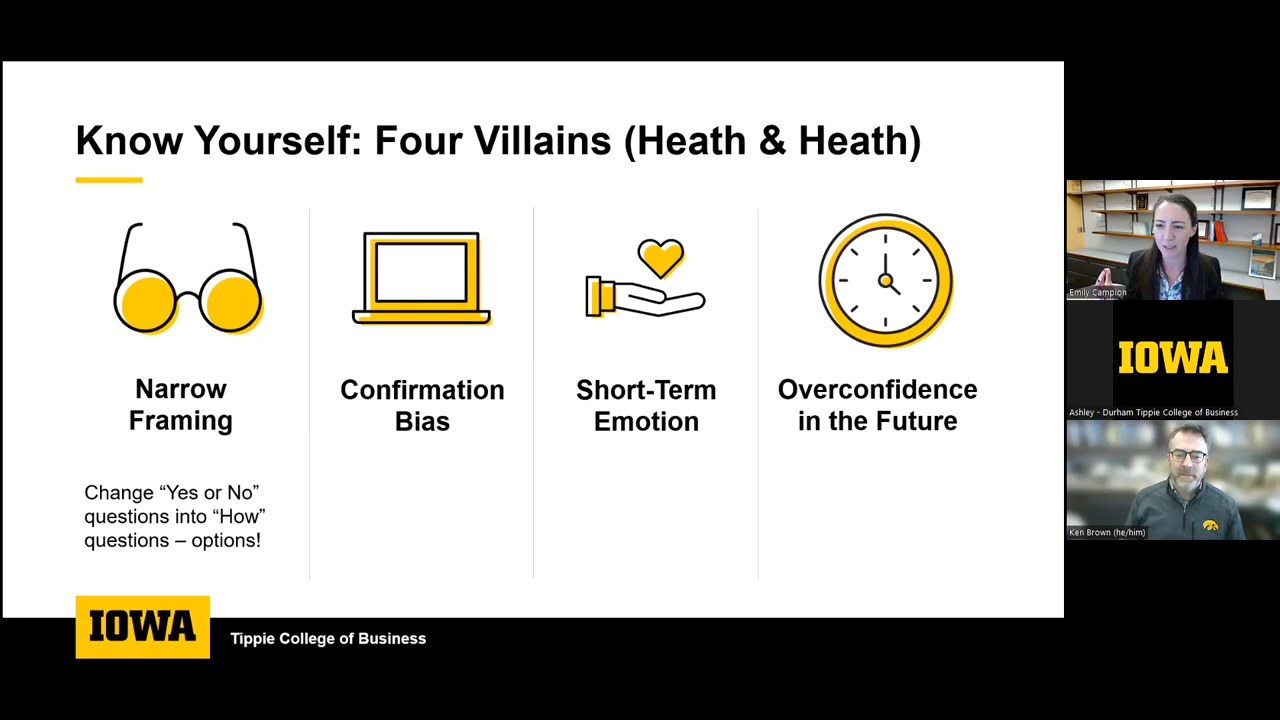 Know Yourself: Four Villains (Heath & Heath)
Narrow
Framing
Confirmation
Bias
Short-Term
Emotion
Overconfidence
in the Future
Change “Yes or No”
questions into “How”
questions – options!
IOWA
Tippie College of Business
Emily Campion
IOWA
Ashley - Durham Tippie College of Business
Ken Brown (he/him)